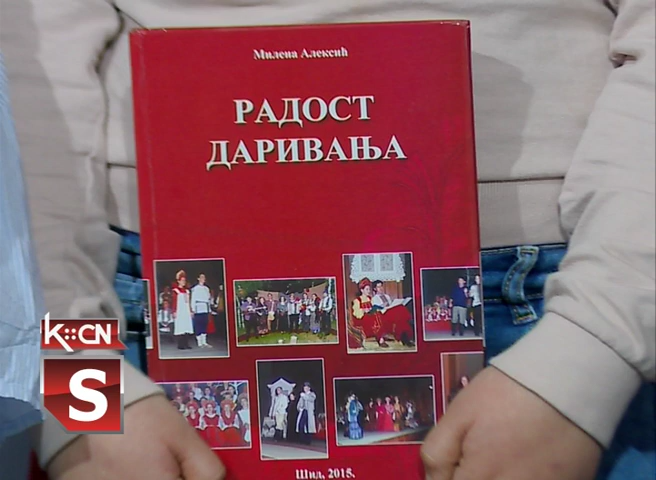 Милена Алексић
РАДОСТ
ДАРИВАЊА
Шид, 2015.
K::CN
S